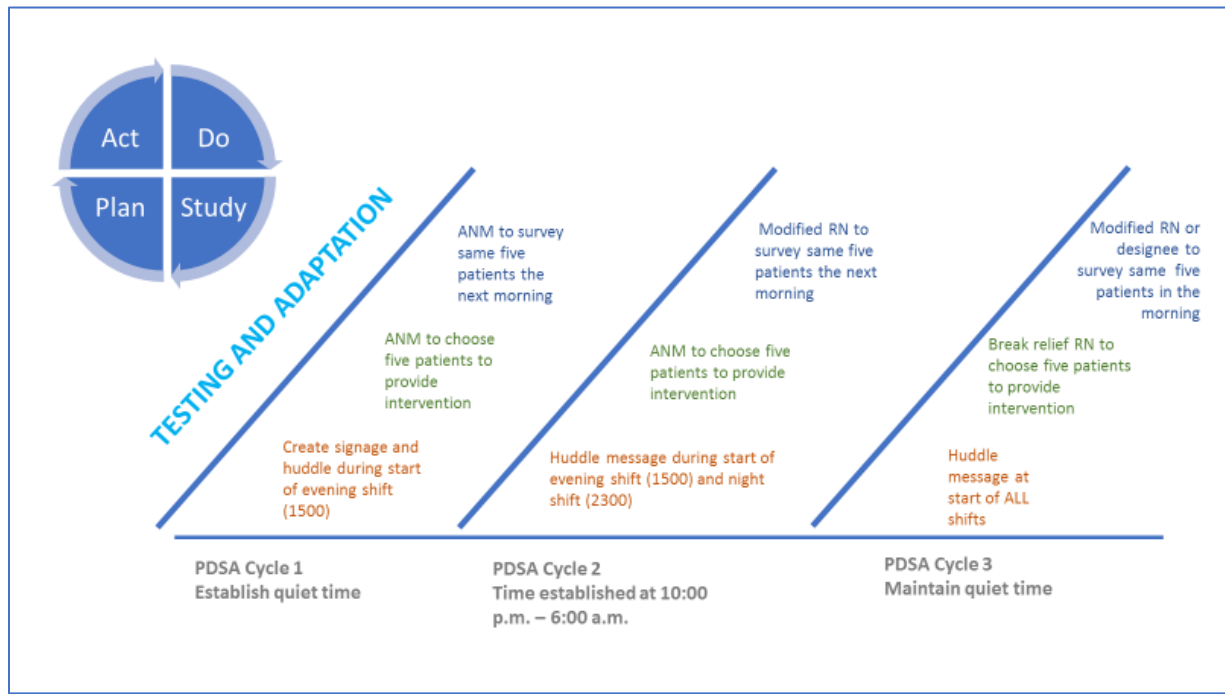 Act
Do
Plan
Study
TESTING AND ADAPTATION
ANM to survey
same five
patients the
next morning
ANM to choose
five patients to
provide
intervention
Create signage and
huddle during start
of evening shift
(1500)
PDSA Cycle 1
Establish quiet time
Modified RN to
survey same five
patients the next
morning
ANM to choose five
patients to provide
intervention
Huddle message during start of
evening shift (1500) and night
shift (2300)
PDSA Cycle 2
Time established at 10:00
p.m. – 6:00 a.m.
Modified RN or
designee to
survey same five
patients in the
morning
Break relief RN to
choose five patients
to provide
intervention
Huddle
message at
start of ALL
shifts
PDSA Cycle 3
Maintain quiet time